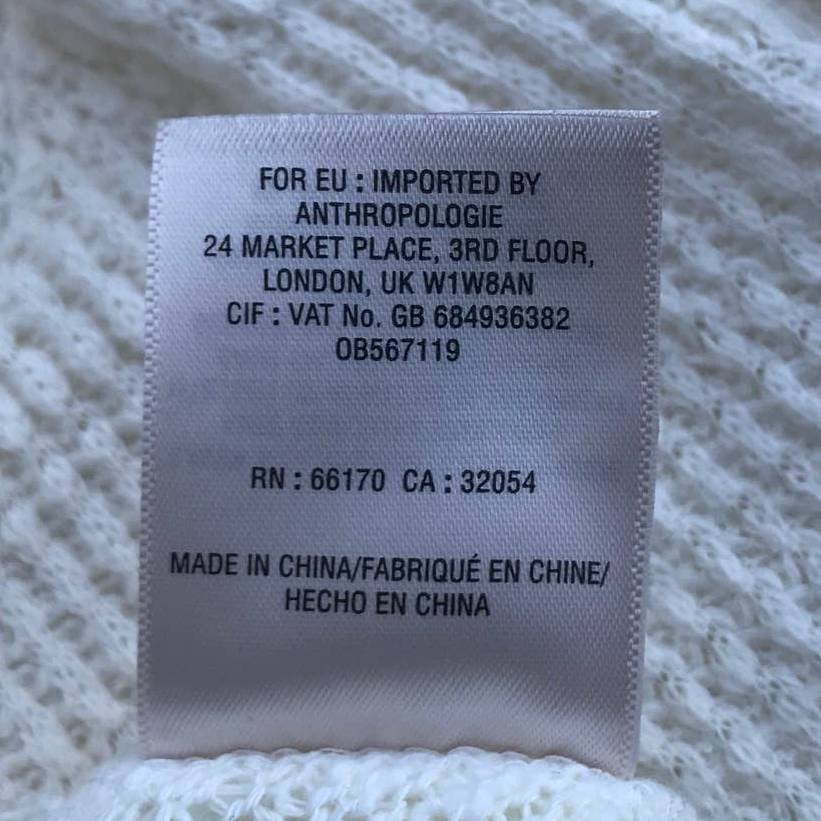 FOR EU : IMPORTED BY
ANTHROPOLOGIE
24 MARKET PLACE, 3RD FLOOR,
LONDON, UK W1W8AN
CIF : VAT No. GB 684936382
OB567119
RN : 66170 CA : 32054
MADE IN CHINA/FABRIQUÉ EN CHINE/
HECHO EN CHINA